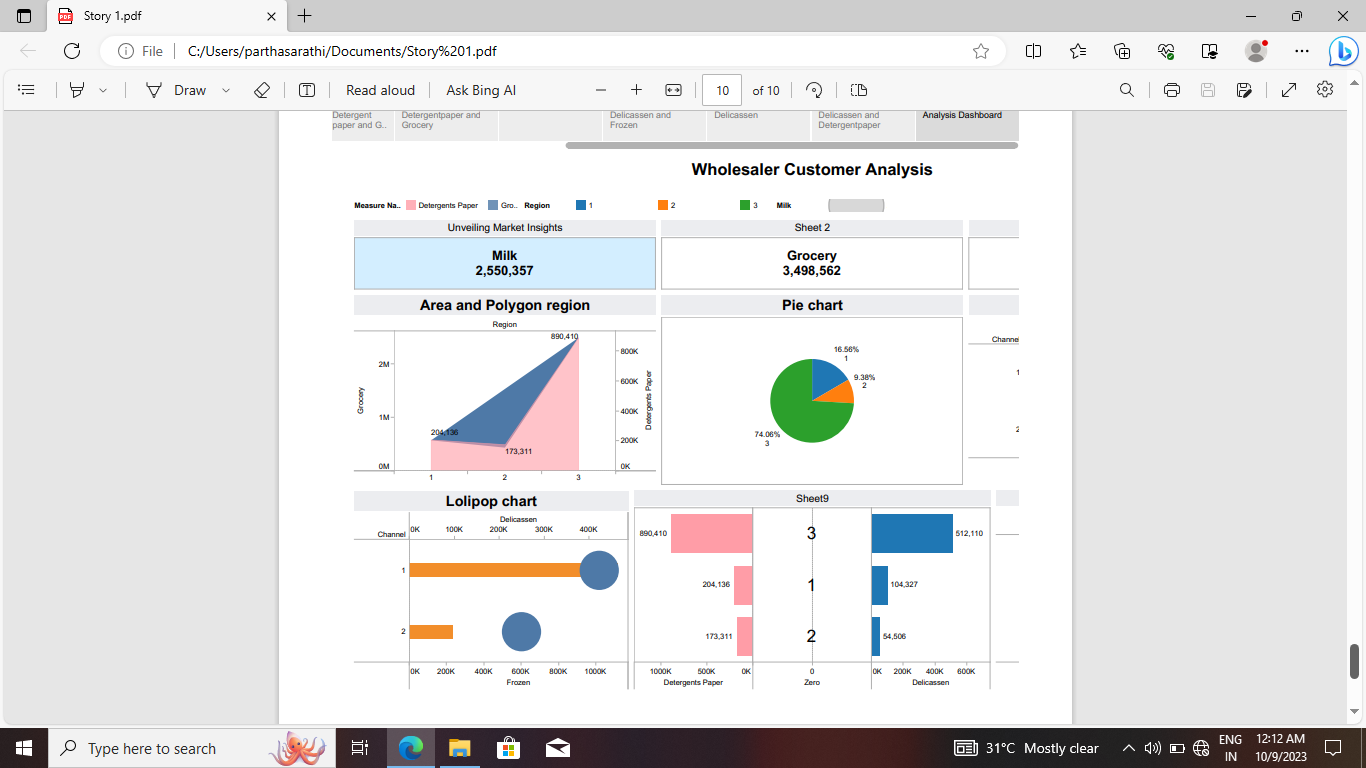 Story 1.pdf
File
C:/Users/parthasarathi/Documents/Story%201.pdf
Draw
Read aloud
Ask Bing AI
10 of 10
Detergent paper and G..
Detergentpaper and Grocery
Delicassen and Frozen
Delicassen
Delicassen and Detergentpaper
Analysis Dashboard
Wholesaler Customer Analysis
Measure Na.. Detergents Paper Gro.. Region 1 2 3 Milk
Unveiling Market Insights
Milk
2,550,357
Sheet 2
Grocery
3,498,562
Area and Polygon region
Region
890,410
204,136
173,311
2M
1M
0M
Grocery
800K
600K
400K
200K
0K
Detergents Paper
1 2 3
Pie chart
16.56%
1
9.38%
2
74.06%
3
Channe
1
2
Lolipop chart
Delicassen
Channel 0K 100K 200K 300K 400K
1
2
0K 200K 400K 600K 800K 1000K
Frozen
Sheet9
890,410 3 512,110
204,136 1 104,327
173,311 2 54,506
1000K 500K 0K 0 0K 200K 400K 600K
Detergents Paper Zero Delicassen
Type here to search
31°C Mostly clear
ENG
IN
12:12 AM
10/9/2023